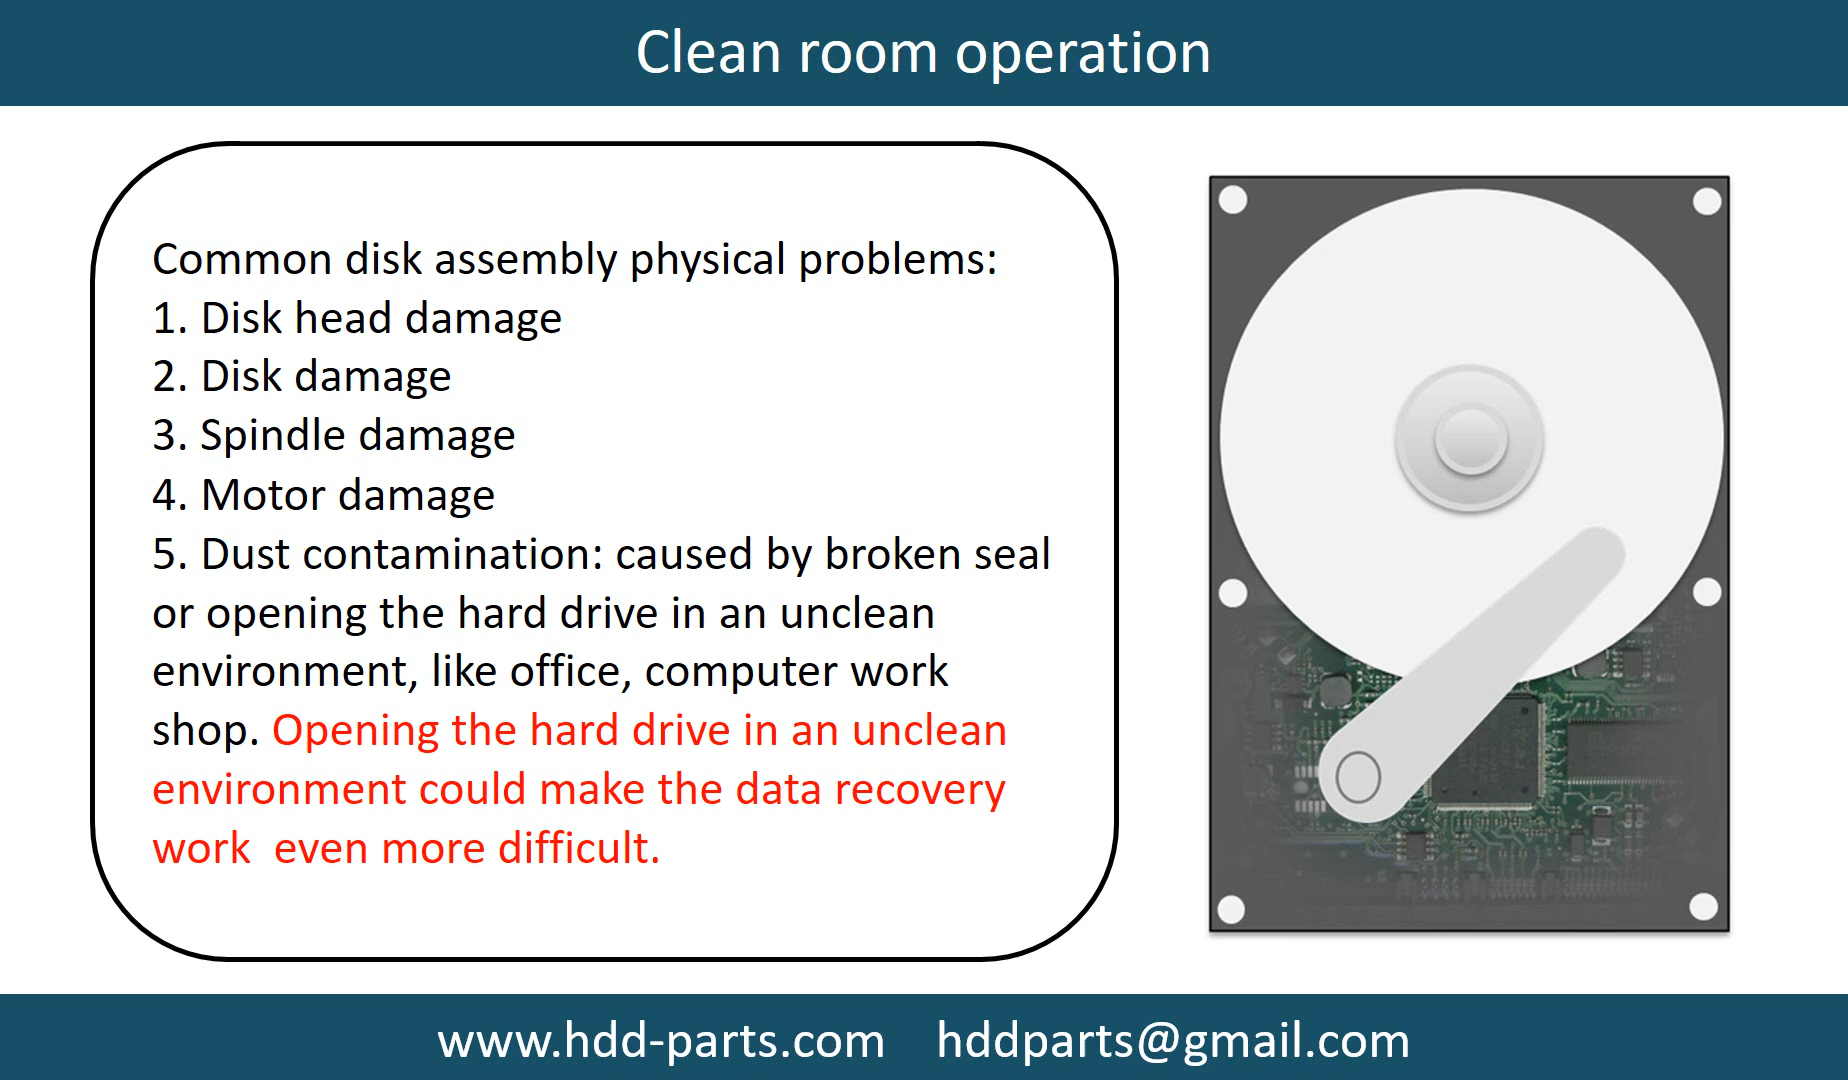 Clean room operation
Common disk assembly physical problems:
1. Disk head damage
2. Disk damage
3. Spindle damage
4. Motor damage
5. Dust contamination: caused by broken seal
or opening the hard drive in an unclean
environment, like office, computer work
shop. Opening the hard drive in an unclean
environment could make the data recovery
work  even more difficult.
www.hdd-parts.com    hddparts@gmail.com